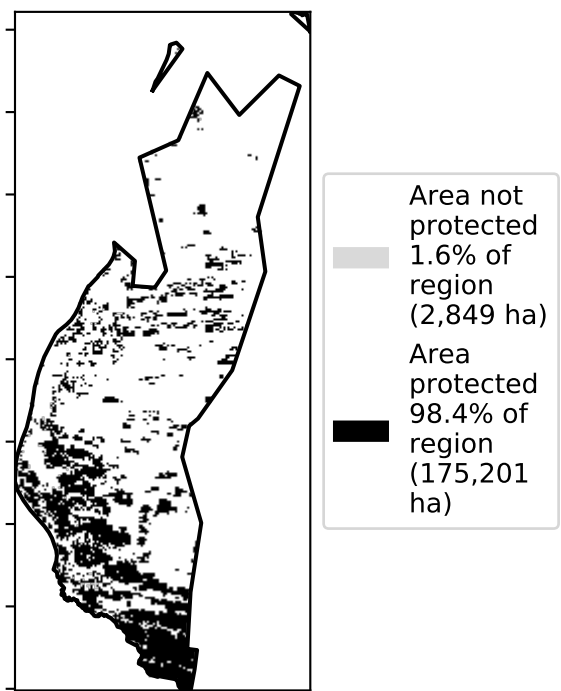 Area not
protected
1.6% of
region
(2,849 ha)
Area
protected
98.4% of
region
(175,201
ha)